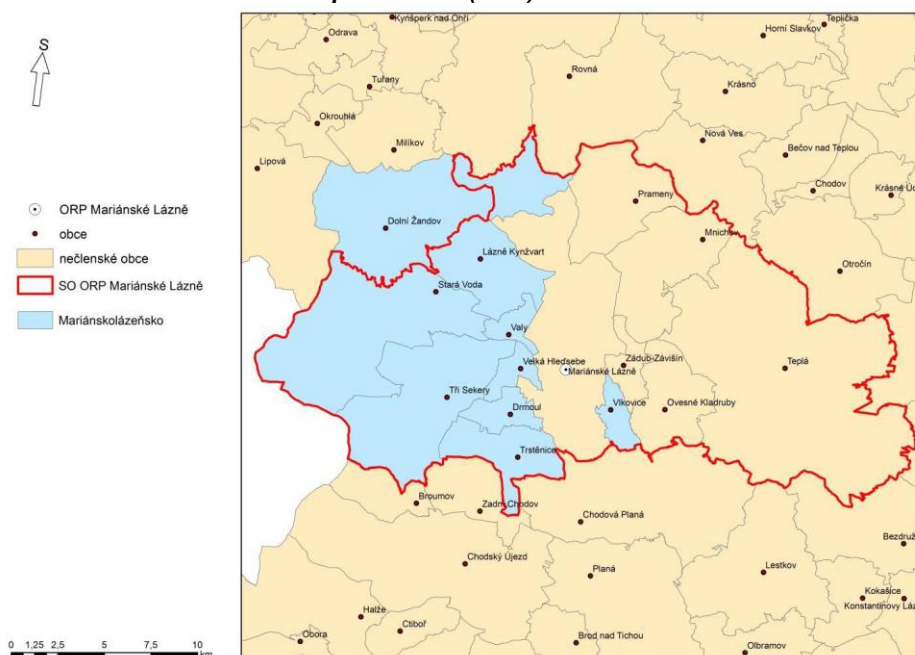 S
ORP Mariánské Lázně
obce
nečlenské obce
SO ORP Mariánské Lázně
Mariánskolázeňsko
0 1,25 2,5 5 7,5 10
km
Kynšperk nad Ohří
Teplička
Odrava
Horní Slavkov
Rovná
Tuřany
Krásno
Okrouhlá
Nová Ves
Milíkov
Bečov nad Teplou
Lipová
Chodov
Krásné Úd
Prameny
Dolní Žandov
Mnichov
Lázně Kynžvart
Otročín
Stará Voda
Valy
Velká Hleďsebe
Mariánské Lázně
Zádub-Závišín
Teplá
Tři Sekery
Drmoul
Vlkovice
Ovesné Kladruby
Trstěnice
Broumov
Zadní Chodov
Chodová Planá
Bezdruž
Chodský Újezd
Planá
Lestkov
Kokašice
Konstantinovy Láz
Halže
Ctiboř
Obora
Brod nad Tichou
Olbramov